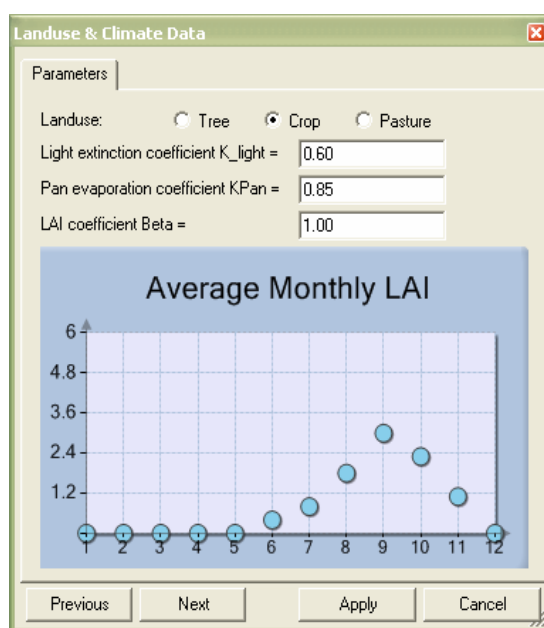 Landuse & Climate Data
Parameters
Landuse: Tree Crop Pasture
Light extinction coefficient K_light = 0.60
Pan evaporation coefficient KPan = 0.85
LAI coefficient Beta = 1.00
Average Monthly LAI
6
4.8
3.6
2.4
1.2
1 2 3 4 5 6 7 8 9 10 11 12
Previous Next Apply Cancel